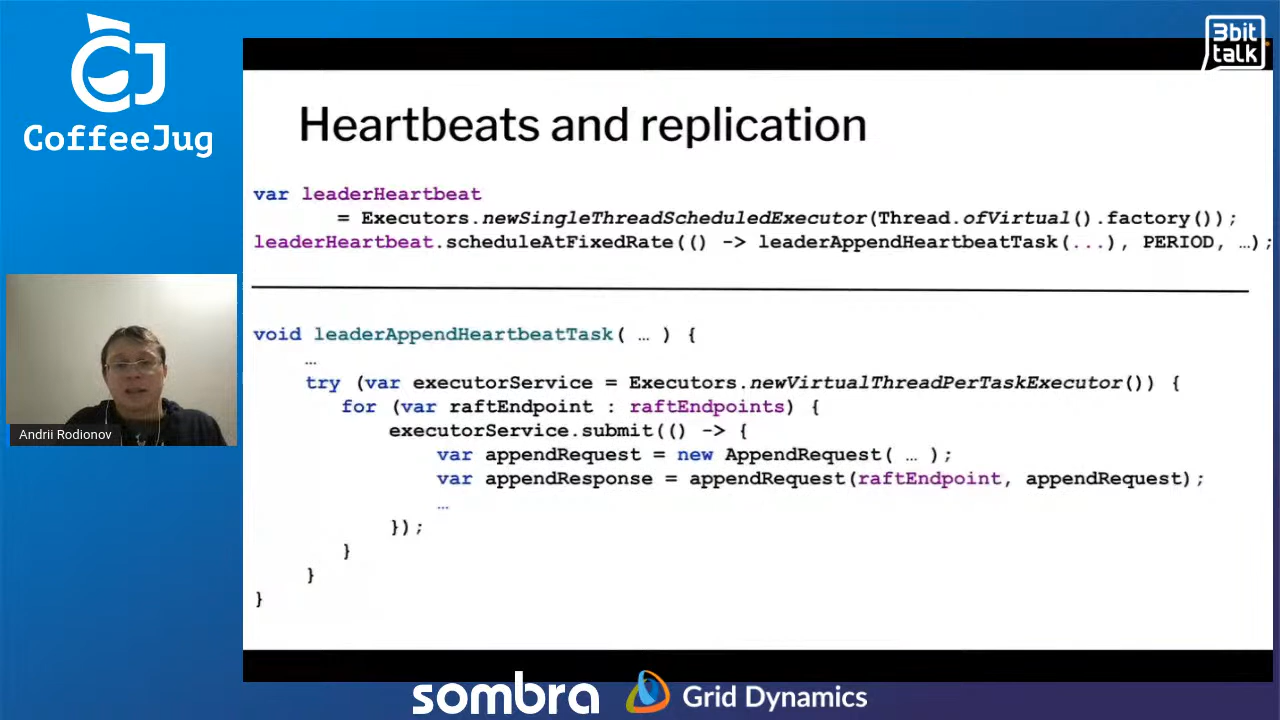 CoffeeJug
3bit
talk
Heartbeats and replication
var leaderHeartbeat
= Executors.newSingleThreadScheduledExecutor(Thread.ofVirtual().factory());
leaderHeartbeat.scheduleAtFixedRate(() -> leaderAppendHeartbeatTask(...), PERIOD, …);
void leaderAppendHeartbeatTask( … ) {
…
try (var executorService = Executors.newVirtualThreadPerTaskExecutor()) {
for (var raftEndpoint : raftEndpoints) {
executorService.submit(() -> {
var appendRequest = new AppendRequest( … );
var appendResponse = appendRequest(raftEndpoint, appendRequest);
…
});
}
}
}
Andrii Rodionov
sombra
Grid Dynamics